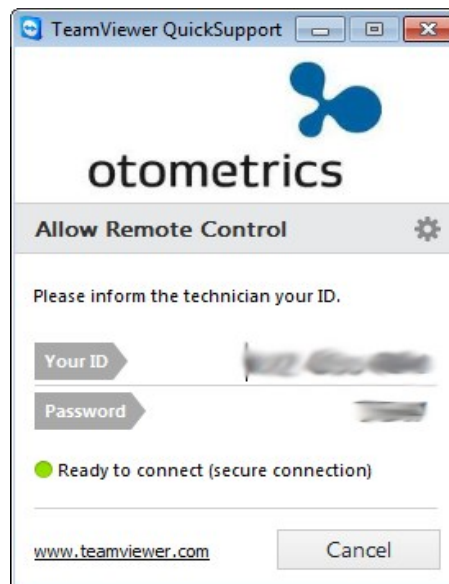 TeamViewer QuickSupport
otometrics
Allow Remote Control
Please inform the technician your ID.
Your ID
Password
Ready to connect (secure connection)
www.teamviewer.com Cancel